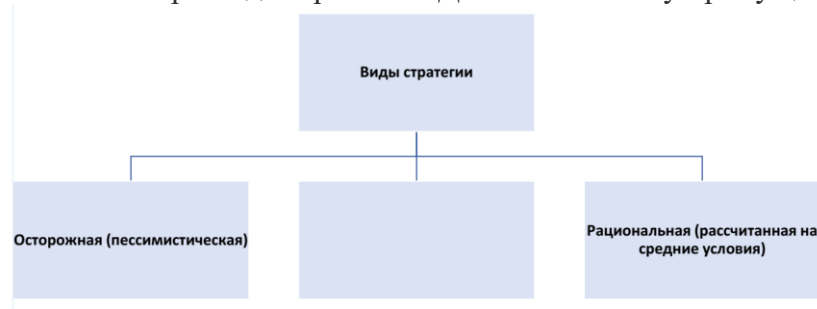 Виды стратегии
Осторожная (пессимистическая)
Рациональная (рассчитанная на
средние условия)